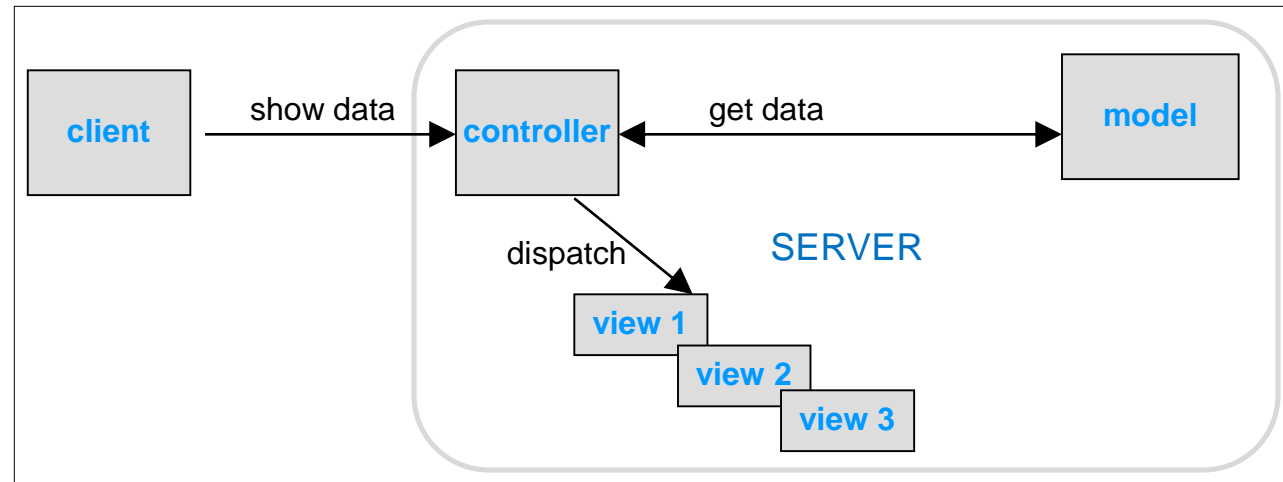 client
show data
controller
get data
model
dispatch
SERVER
view 1
view 2
view 3